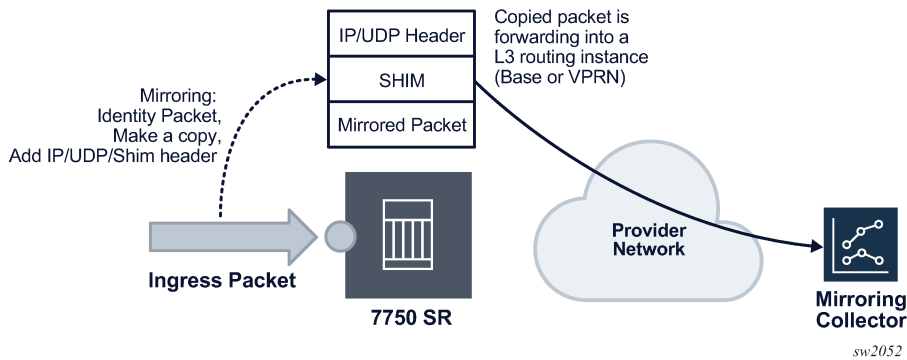 IP/UDP Header
SHIM
Mirrored Packet
Copied packet is
forwarding into a
L3 routing instance
(Base or VPRN)
Mirroring:
Identity Packet,
Make a copy,
Add IP/UDP/Shim header
Ingress Packet
7750 SR
Provider
Network
Mirroring
Collector
sw2052